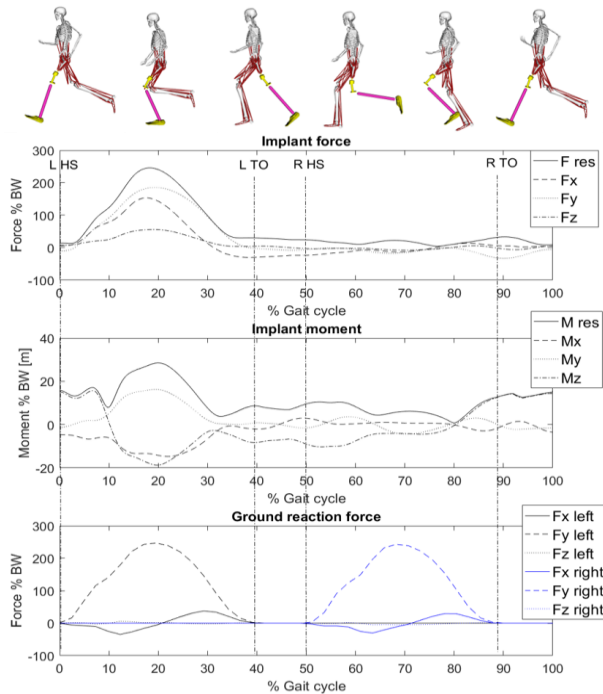 Implant force
300
200
100
0
-100
Force % BW
L HS
L TO
R HS
R TO
F res
Fx
Fy
Fz
0 10 20 30 40 50 60 70 80 90 100
% Gait cycle
Implant moment
40
20
0
-20
Moment % BW [m]
M res
Mx
My
Mz
0 10 20 30 40 50 60 70 80 90 100
% Gait cycle
Ground reaction force
300
200
100
0
-100
Force % BW
Fx left
Fy left
Fz left
Fx right
Fy right
Fz right
0 10 20 30 40 50 60 70 80 90 100
% Gait cycle